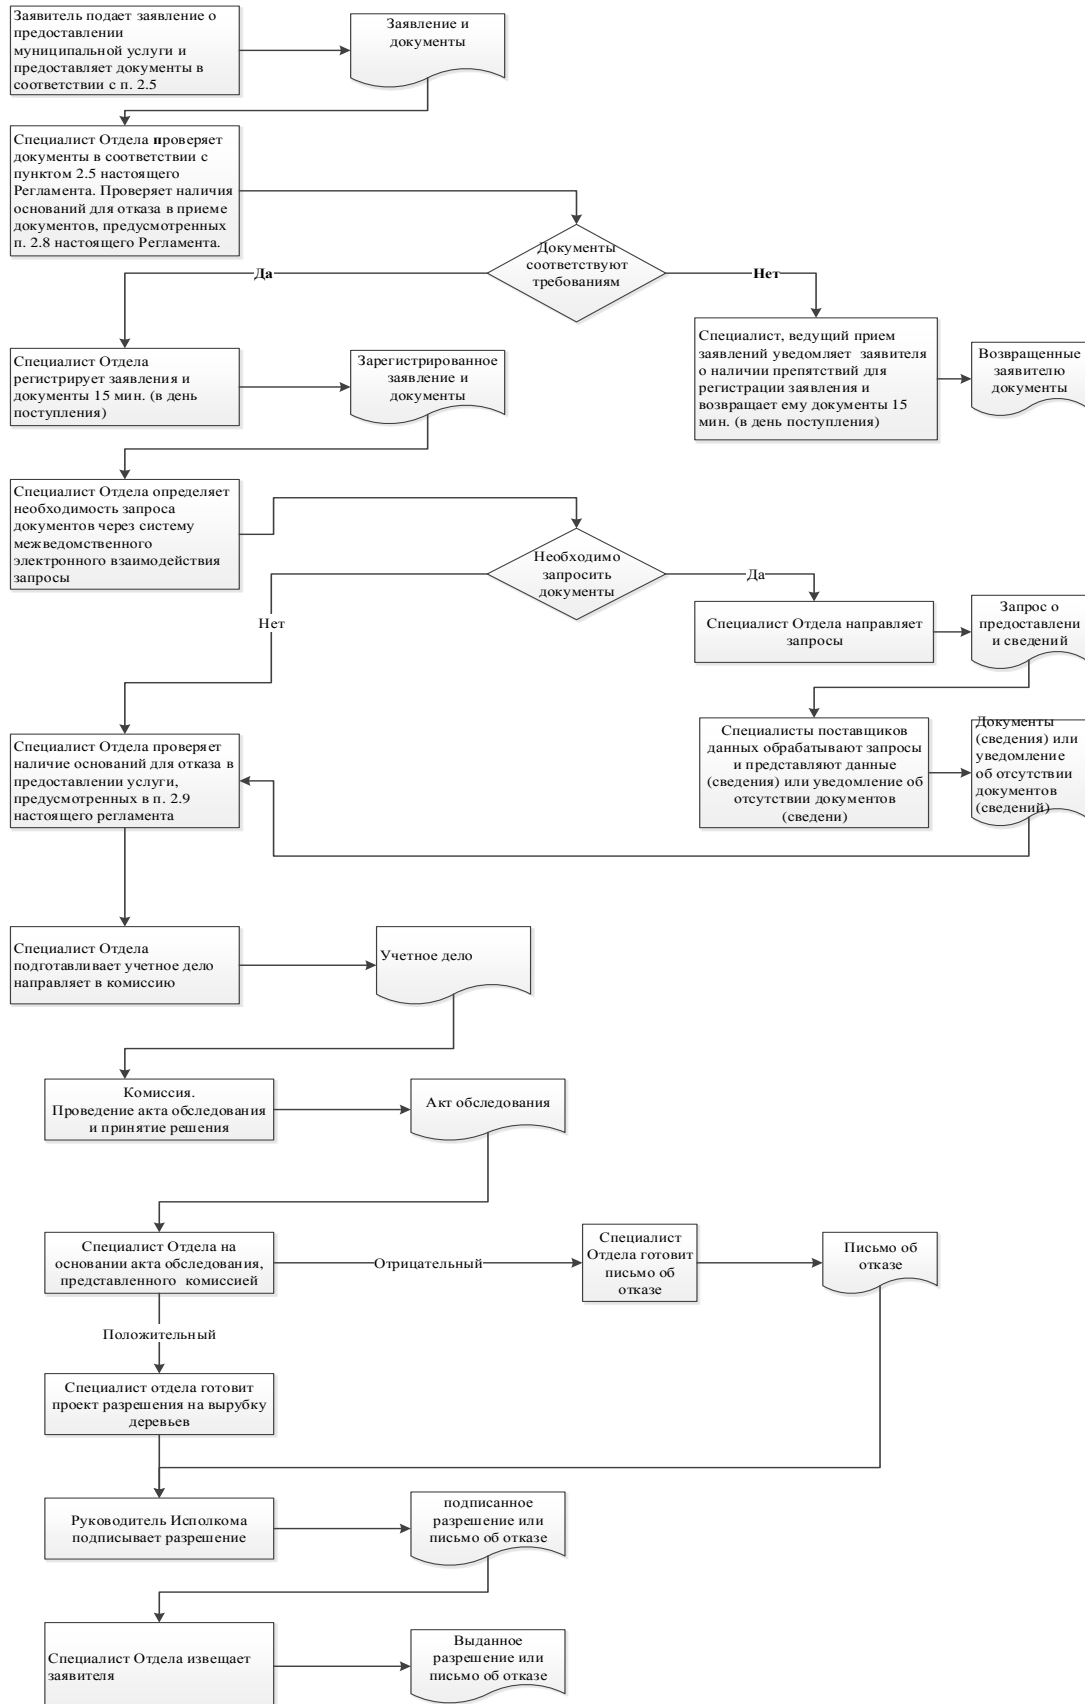 Заявитель подает заявление о
предоставлении
муниципальной услуги и
предоставляет документы в
соответствии с п. 2.5
Заявление и
документы
Специалист Отдела проверяет
документы в соответствии с
пунктом 2.5 настоящего
Регламента. Проверяет наличия
оснований для отказа в приеме
документов, предусмотренных
п. 2.8 настоящего Регламента.
Документы
соответствуют
требованиям
Да
Нет
Специалист Отдела
регистрирует заявления и
документы 15 мин. (в день
поступления)
Зарегистрированное
заявление и
документы
Специалист, ведущий прием
заявлений уведомляет заявителя
о наличии препятствий для
регистрации заявления и
возвращает ему документы 15
мин. (в день поступления)
Возвращенные
заявителю
документы
Специалист Отдела определяет
необходимость запроса
документов через систему
межведомственного
электронного взаимодействия
запросы
Необходимо
запросить
документы
Да
Нет
Специалист Отдела направляет
запросы
Запрос о
предоставлени
и сведений
Специалист Отдела проверяет
наличие оснований для отказа в
предоставлении услуги,
предусмотренных в п. 2.9
настоящего регламента
Специалисты поставщиков
данных обрабатывают запросы
и представляют данные
(сведения) или уведомление об
отсутствии документов
(сведени)
Документы
(сведения) или
уведомление
об отсутствии
документов
(сведений)
Специалист Отдела
подготавливает учетное дело
направляет в комиссию
Учетное дело
Комиссия.
Проведение акта обследования
и принятие решения
Акт обследования
Специалист Отдела на
основании акта обследования,
представленного комиссией
Отрицательный
Специалист
Отдела готовит
письмо об
отказе
Письмо об
отказе
Положительный
Специалист отдела готовит
проект разрешения на вырубку
деревьев
Руководитель Исполкома
подписывает разрешение
подписанное
разрешение или
письмо об отказе
Специалист Отдела извещает
заявителя
Выданное
разрешение или
письмо об отказе